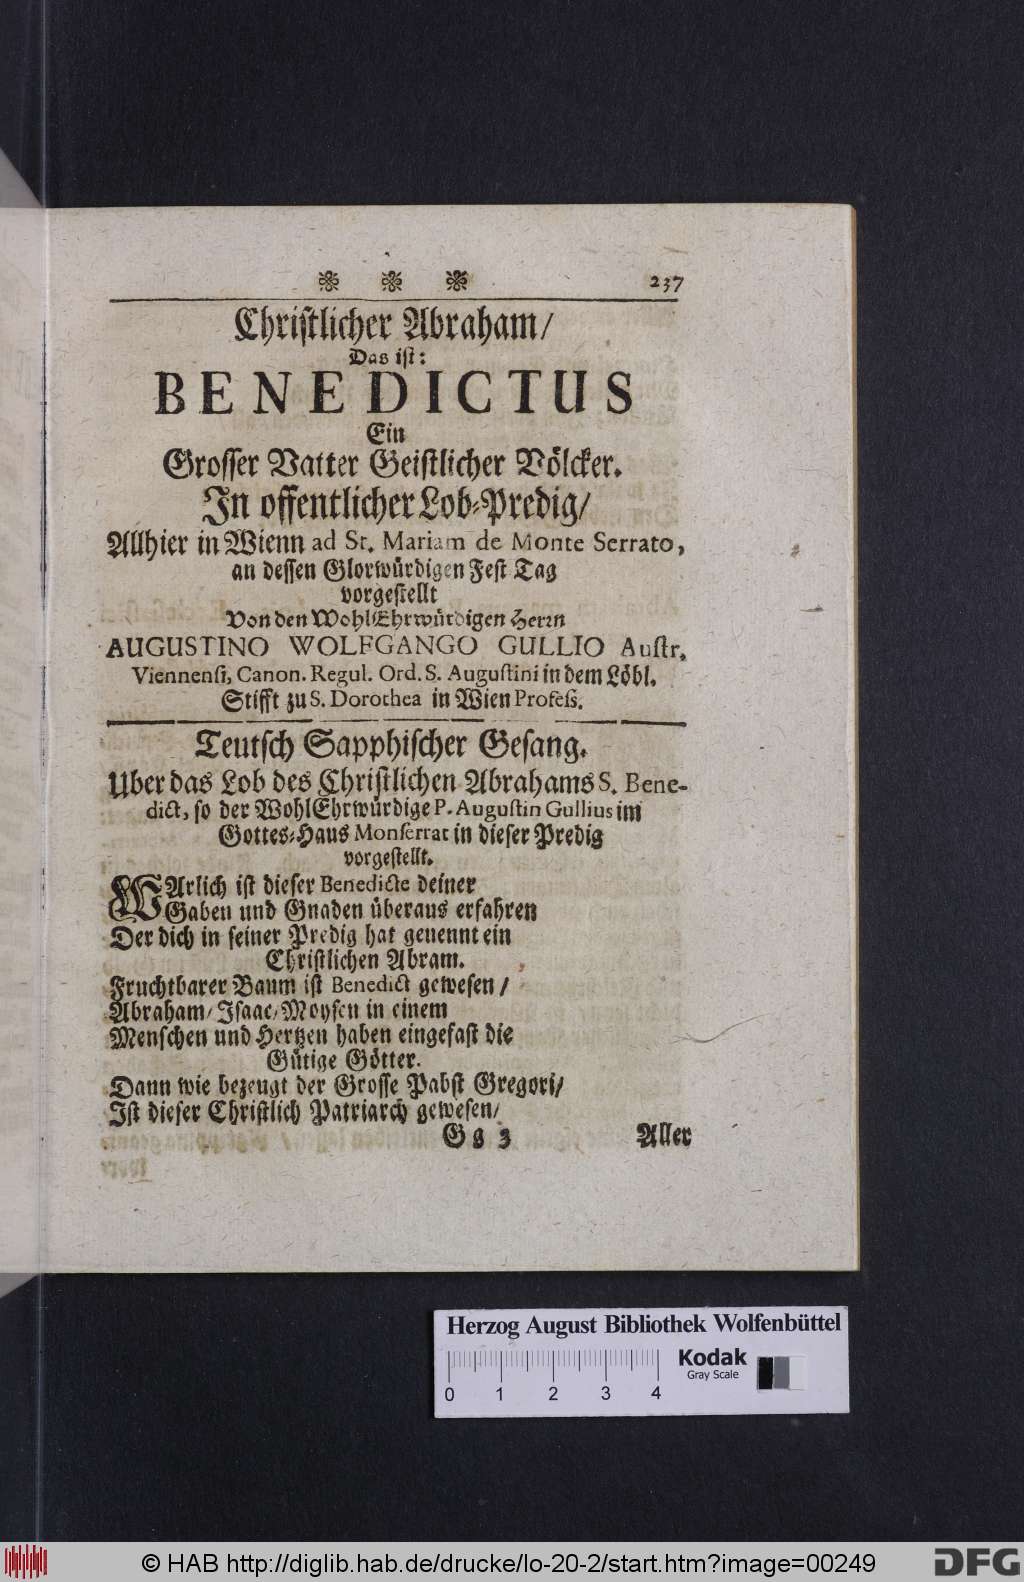 237
Christlicher Abraham/
Das ist:
BENEDICTUS
Ein
Grosser Vatter Geistlicher Völcker.
In offentlicher Lob-Predig/
Allhier in Wienn ad St. Mariam de Monte Serrato,
an dessen Glorwürdigen Fest Tag
vorgestellt
Von den WohlEhrwürdigen Herrn
AUGUSTINO WOLFGANGO GULLIO Austr.
Viennensi, Canon. Regul. Ord. S. Augustini in dem Löbl.
Stifft zu S. Dorothea in Wien Profess.
Teutsch Sapphischer Gesang.
Uber das Lob des Christlichen Abrahams S. Bene-
dict, so der WohlEhrwürdige P. Augustin Gullius im
Gottes-Haus Monserrat in dieser Predig
vorgestellt.
WArlich ist dieser Benedicte deiner
Gaben und Gnaden überaus erfahren
Der dich in seiner Predig hat genennt ein
Christlichen Abram.
Fruchtbarer Baum ist Benedict gewesen/
Abraham/ Isaac/ Moysen in einem
Menschen und Hertzen haben eingefast die
Gütige Götter.
Dann wie bezeugt der Grosse Pabst Gregori/
Ist dieser Christlich Patriarch gewesen/
Gg 3 Aller
Herzog August Bibliothek Wolfenbüttel
Kodak
Gray Scale
0 1 2 3 4
© HAB http://diglib.hab.de/drucke/lo-20-2/start.htm?image=00249
DFG